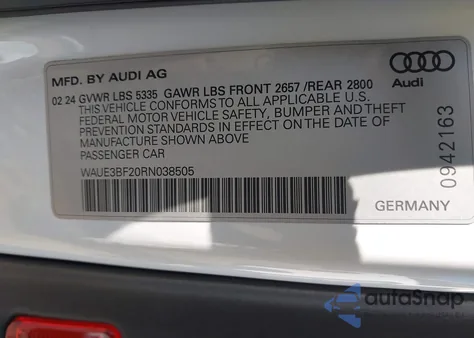 MFD. BY AUDI AG
02 24 GVWR LBS 5335 GAWR LBS FRONT 2657 /REAR 2800
THIS VEHICLE CONFORMS TO ALL APPLICABLE U.S.
FEDERAL MOTOR VEHICLE SAFETY, BUMPER AND THEFT
PREVENTION STANDARDS IN EFFECT ON THE DATE OF
MANUFACTURE SHOWN ABOVE
PASSENGER CAR
WAUE3BF20RN038505
Audi
0942163
GERMANY
autoSnap